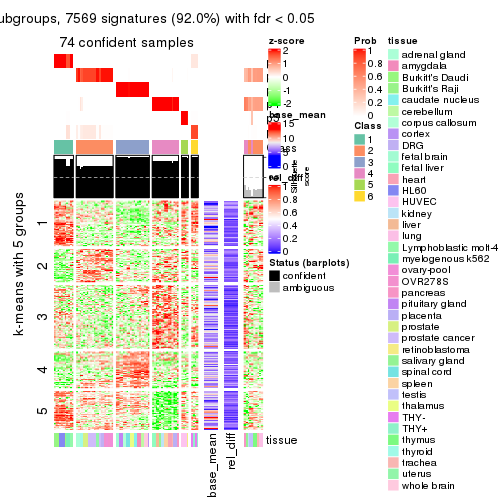 ubgroups, 7569 signatures (92.0%) with fdr < 0.05
74 confident samples
z-score
2
1
0
-1
-2
base_mean
15
10
5
0
rel_diff
1
0.8
0.6
0.4
0.2
0
Status (barplots)
confident
ambiguous
Prob
1
0.8
0.6
0.4
0.2
0
Class
1
2
3
4
5
6
tissue
adrenal gland
amygdala
Burkitt's Daudi
Burkitt's Raji
caudate nucleus
cerebellum
corpus callosum
cortex
DRG
fetal brain
fetal liver
heart
HL60
HUVEC
kidney
liver
lung
Lymphoblastic molt-4
myelogenous k562
ovary-pool
OVR278S
pancreas
pituitary gland
placenta
prostate
prostate cancer
retinoblastoma
salivary gland
spinal cord
spleen
testis
thalamus
THY-
THY+
thymus
thyroid
trachea
uterus
whole brain
score
k-means with 5 groups
1
2
3
4
5
tissue
base_mean
rel_diff